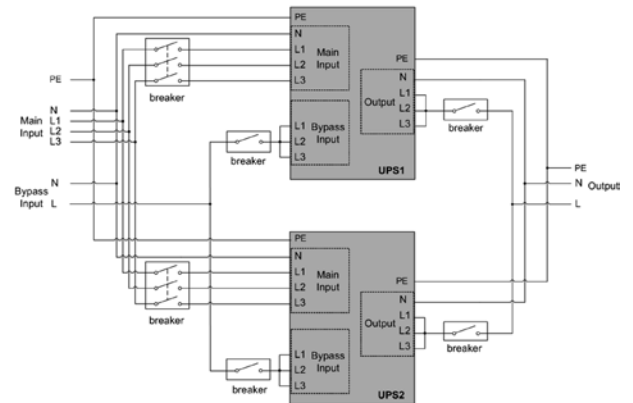 PE
N
L1
L2
L3
Main
Input
breaker
PE
N
Main L1
Input L2
L3
breaker
L1
L2
L3
Bypass
Input
UPS1
PE
N
L1
Output L2
L3
breaker
N
Bypass
Input L
PE
N Output
L
PE
N
L1
L2
L3
Main
Input
breaker
L1
L2
L3
Bypass
Input
breaker
UPS2
PE
N
L1
Output L2
L3
breaker